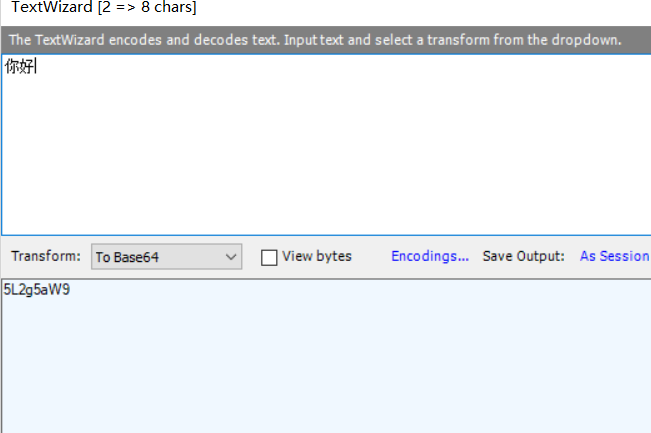 TextWizard [2 => 8 chars]
The TextWizard encodes and decodes text. Input text and select a transform from the dropdown.
你好
Transform: To Base64 View bytes Encodings... Save Output: As Session
5L2g5aW9